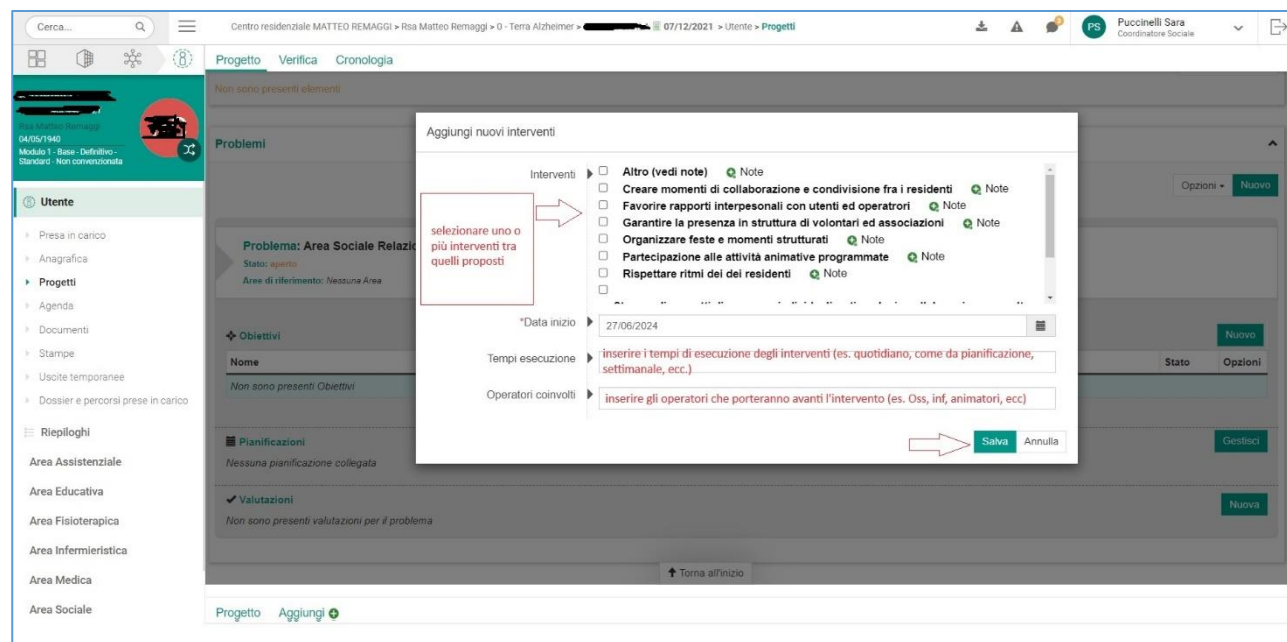 Cerca...
Centro residenziale MATTEO REMAGGI > Rsa Matteo Remaggi > 0 - Terra Alzheimer > 07/12/2021 > Utente > Progetti
PS
Puccinelli Sara
Coordinatore Sociale
Progetto Verifica Cronologia
Rsa Matteo Remaggi
04/05/1940
Modulo 1 - Base - Definitivo -
Standard - Non convenzionata
Utente
Presa in carico
Anagrafica
Progetti
Agenda
Documenti
Stampe
Uscite temporanee
Dossier e percorsi prese in carico
Riepiloghi
Area Assistenziale
Area Educativa
Area Fisioterapica
Area Infermieristica
Area Medica
Area Sociale
Non sono presenti elementi
Problemi
Opzioni Nuovo
Problema: Area Sociale Relazio
Stato: aperto
Aree di riferimento: Nessuna Area
Obiettivi
Nuovo
Nome Stato Opzioni
Non sono presenti Obiettivi
Pianificazioni
Gestisci
Nessuna pianificazione collegata
Valutazioni
Nuova
Non sono presenti valutazioni per il problema
Aggiungi nuovi interventi
Interventi
Altro (vedi note) Note
Creare momenti di collaborazione e condivisione fra i residenti Note
Favorire rapporti interpesonali con utenti ed operatrori Note
Garantire la presenza in struttura di volontari ed associazioni Note
Organizzare feste e momenti strutturati Note
Partecipazione alle attività animative programmate Note
Rispettare ritmi dei dei residenti Note
selezionare uno o
più interventi tra
quelli proposti
*Data inizio 27/06/2024
Tempi esecuzione
inserire i tempi di esecuzione degli interventi (es. quotidiano, come da pianificazione,
settimanale, ecc.)
Operatori coinvolti
inserire gli operatori che porteranno avanti l'intervento (es. Oss, inf, animatori, ecc)
Salva Annulla
Torna all'inizio
Progetto Aggiungi